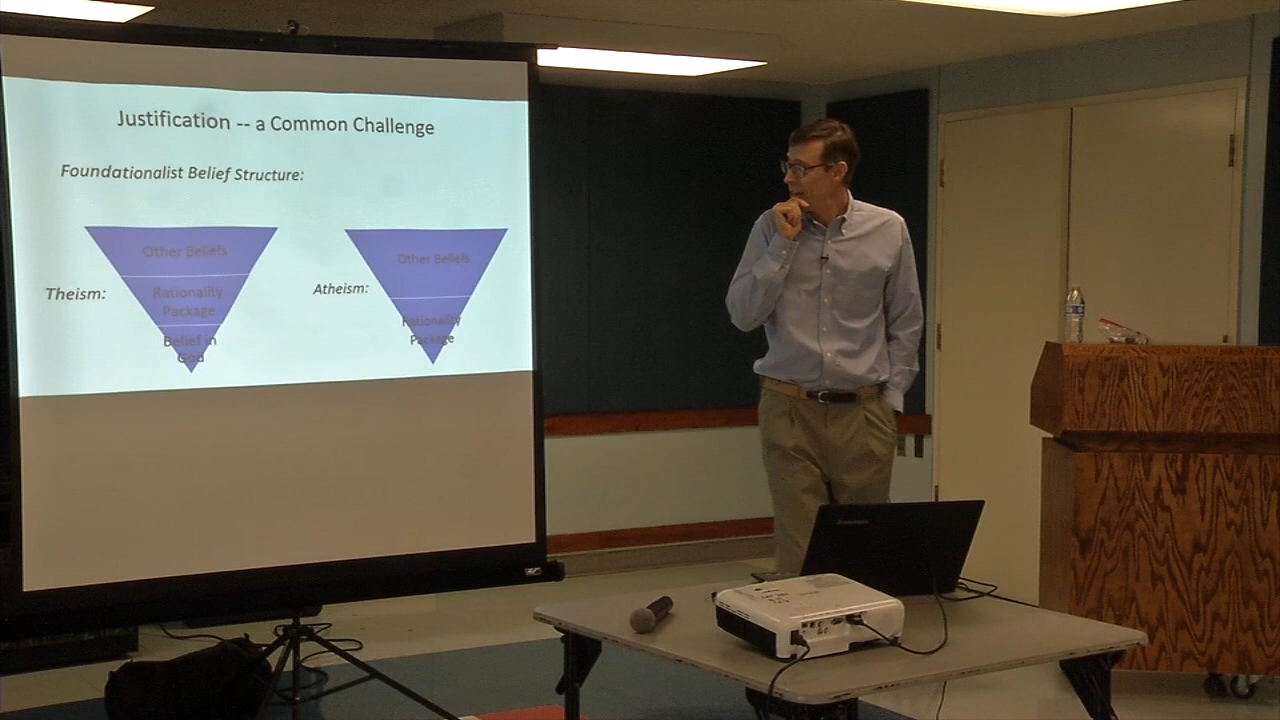 Justification -- a Common Challenge
Foundationalist Belief Structure:
Theism:
Other Beliefs
Rationality
Package
Belief in
God
Atheism:
Other Beliefs
Rationality
Package